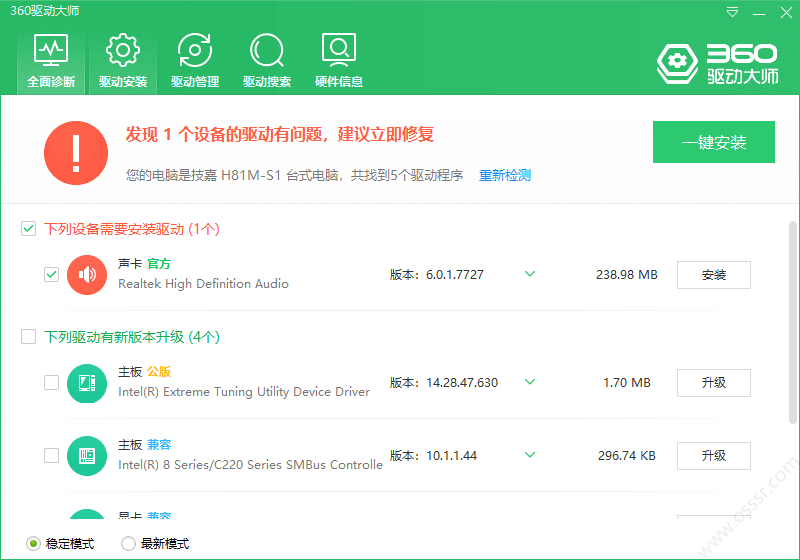 360驱动大师
全面诊断 驱动安装 驱动管理 驱动搜索 硬件信息
360
驱动大师
发现 1 个设备的驱动有问题，建议立即修复
一键安装
您的电脑是技嘉 H81M-S1 台式电脑，共找到5个驱动程序 重新检测
下列设备需要安装驱动 (1个)
声卡 官方
Realtek High Definition Audio
版本：6.0.1.7727 238.98 MB 安装
下列驱动有新版本升级 (4个)
主板 公版
Intel(R) Extreme Tuning Utility Device Driver
版本：14.28.47.630 1.70 MB 升级
主板 兼容
Intel(R) 8 Series/C220 Series SMBus Controlle
版本：10.1.1.44 296.74 KB 升级
显卡 兼容
稳定模式 最新模式
www.osssr.com